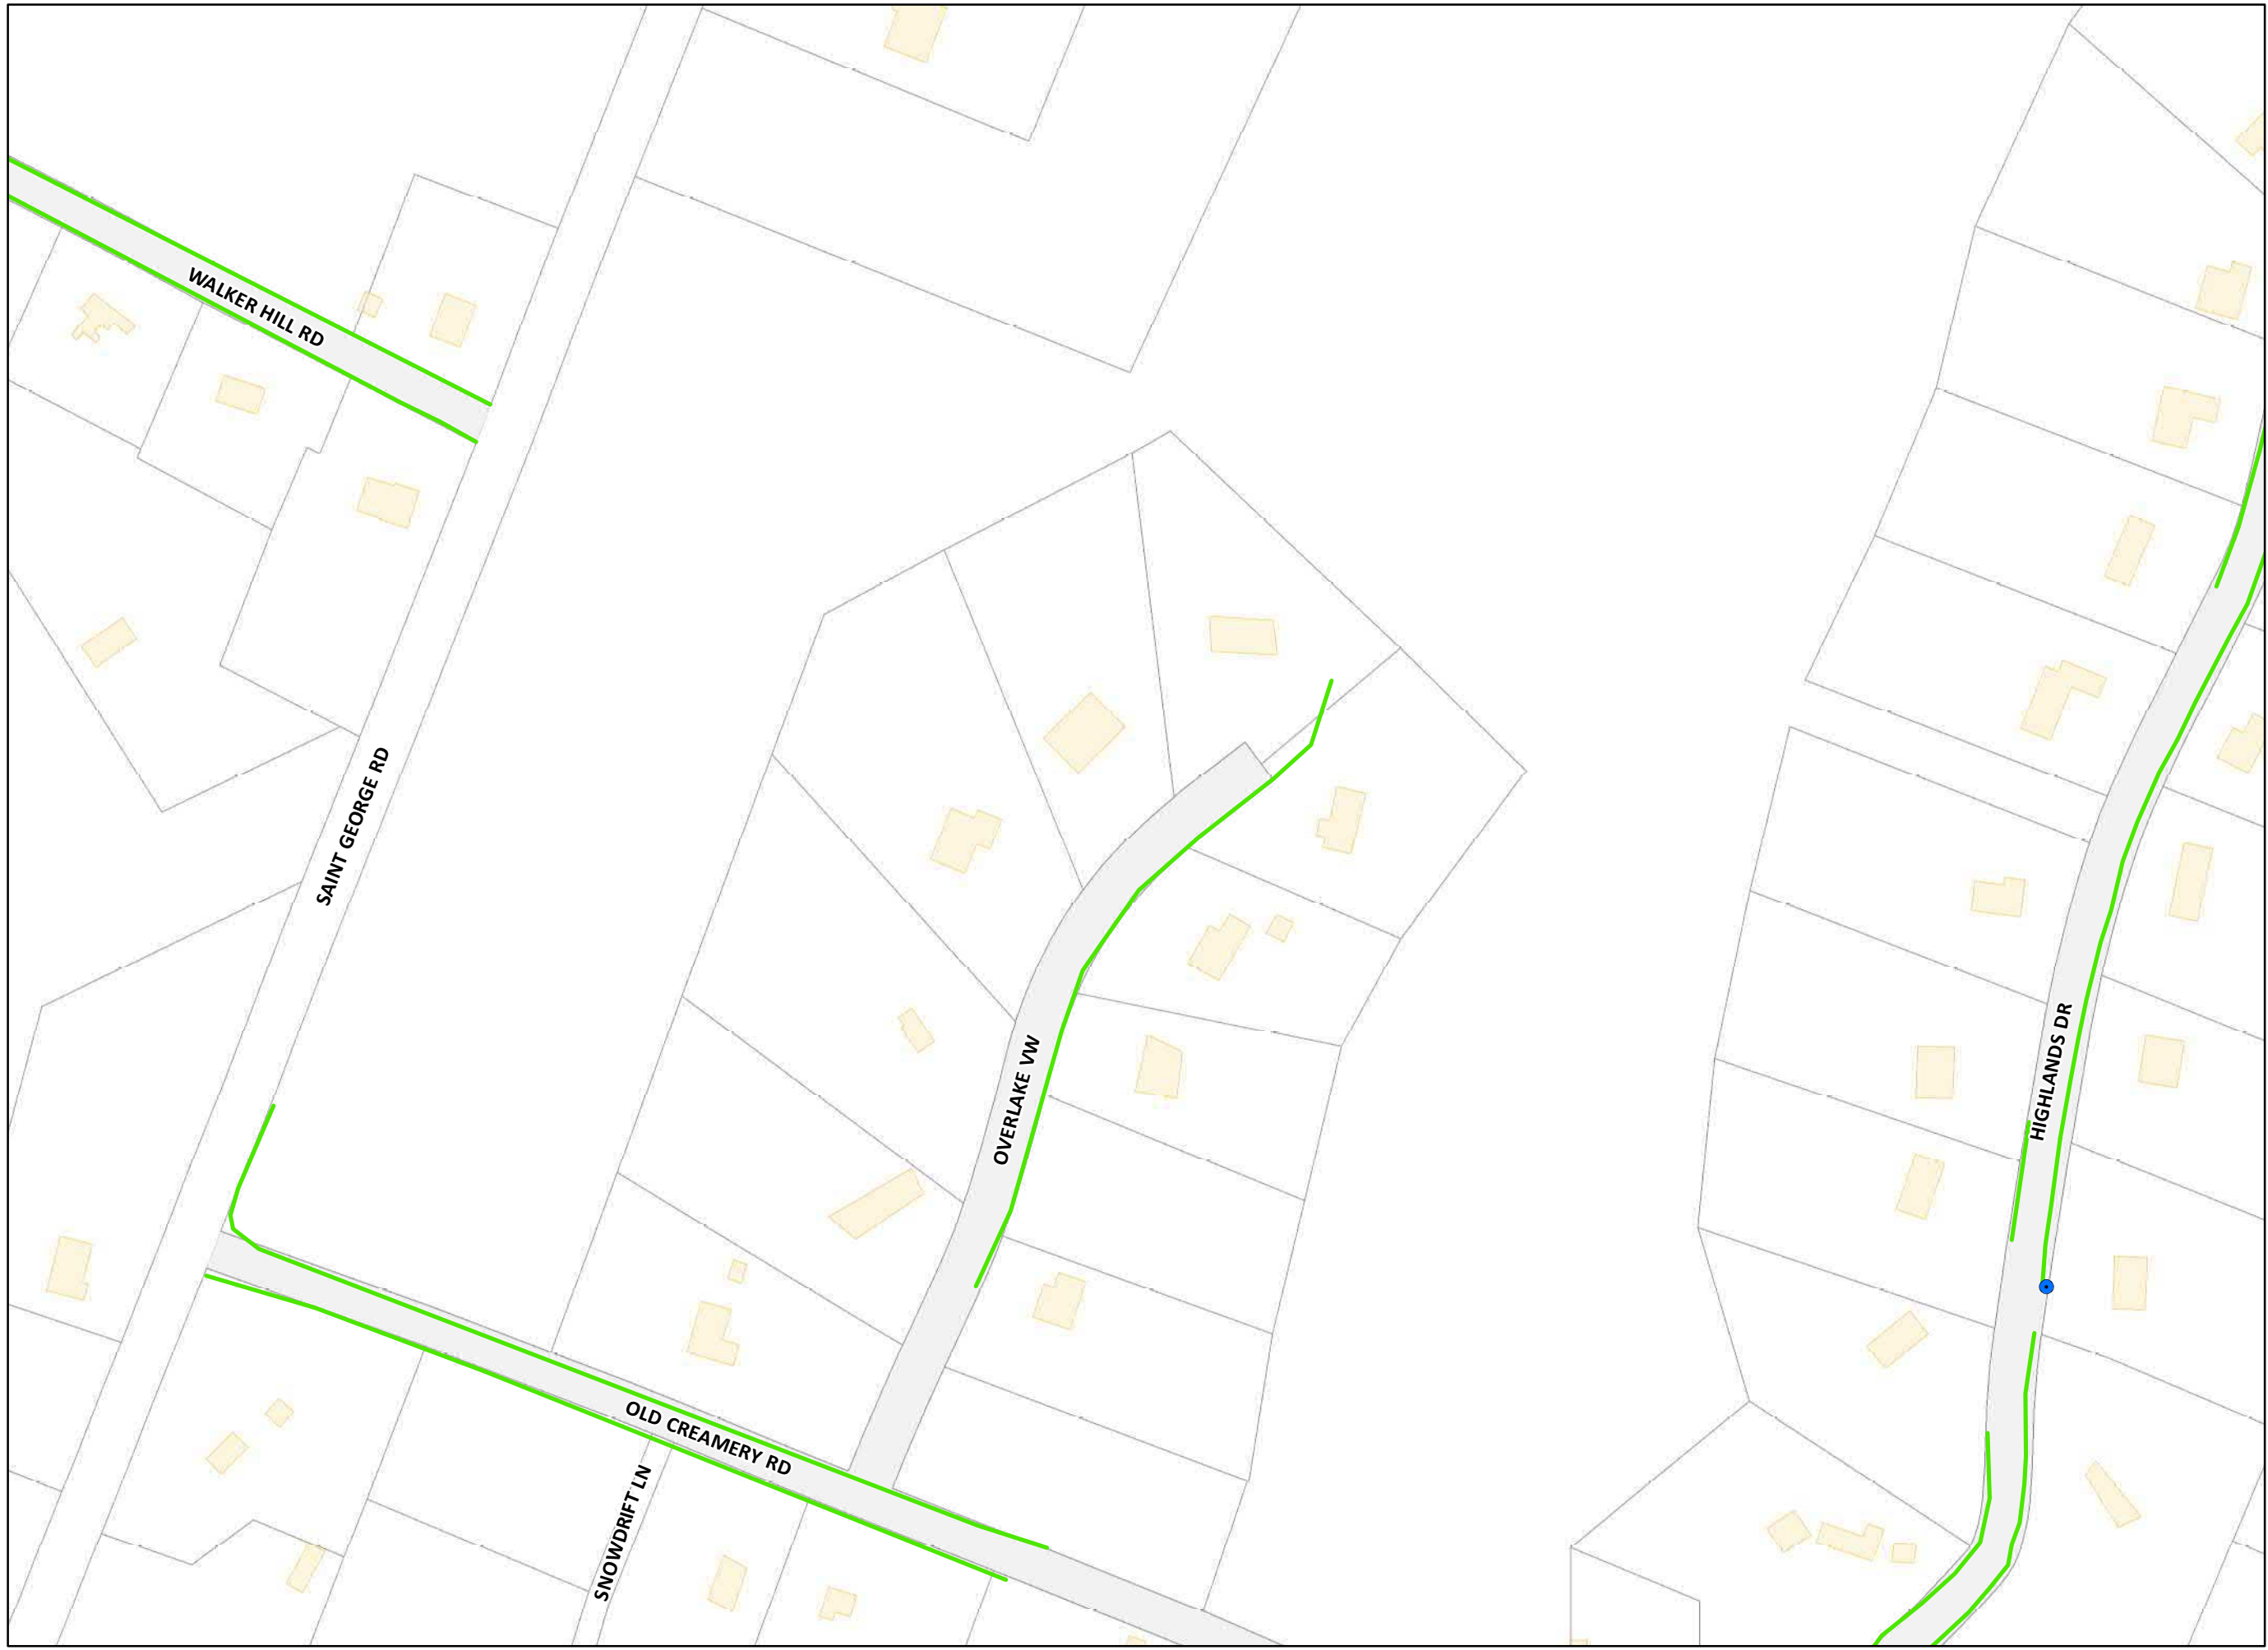 WALKER HILL RD
SAINT GEORGE RD
OVERLAKE VW
HIGHLANDS DR
OLD CREAMERY RD
SNOWDRIFT LN